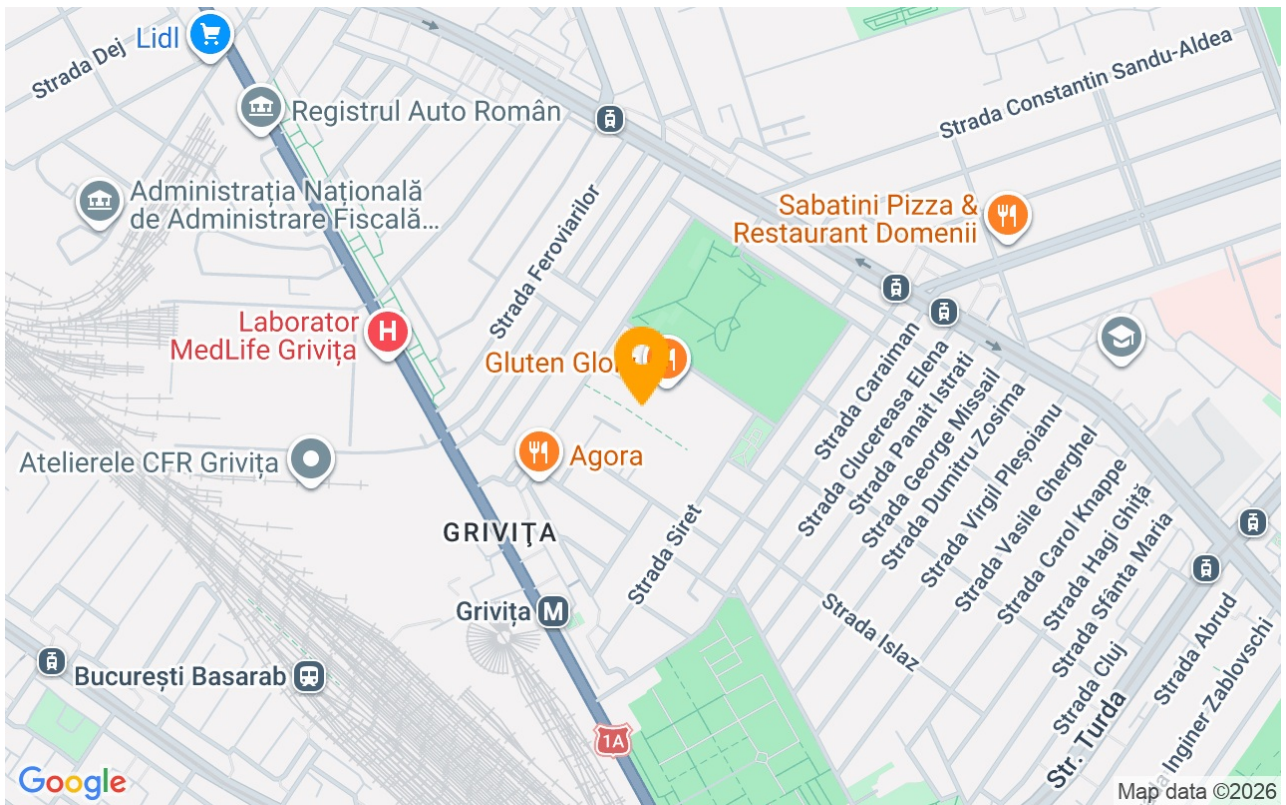 Lidl
Strada Dej
Registrul Auto Român
Strada Constantin Sandu-Aldea
Administrația Națională
de Administrare Fiscală...
Strada Feroviarilor
Sabatini Pizza &
Restaurant Domenii
Laborator
MedLife Grivița
H
Gluten Glo
Strada Caraiman
Strada Clucereasa Elena
Strada Panait Istrati
Strada George Missail
Strada Dumitru Zosima
Strada Virgil Pleșoianu
Strada Vasile Gherghel
Strada Carol Knappe
Strada Hagi Ghiță
Strada Sfânta Maria
Strada Cluj
Str. Turda
Strada Abrud
Inginer Zablovschi
Agora
Atelierele CFR Grivița
GRIVIŢA
Strada Siret
Strada Islaz
Grivița M
București Basarab
1A
Google
Map data ©2026